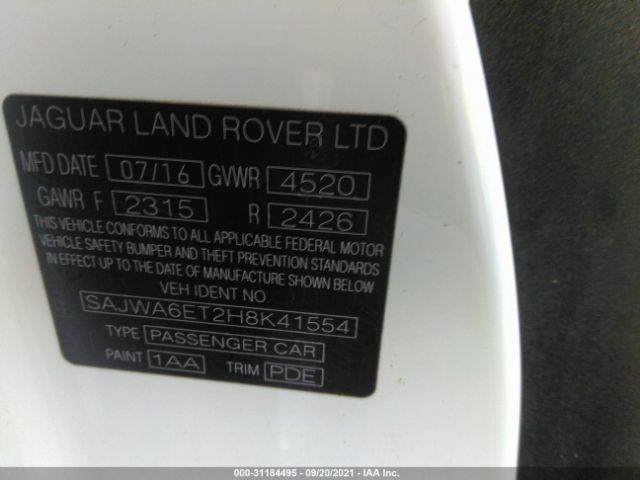 JAGUAR LAND ROVER LTD
MFD DATE 07/16 GVWR 4520
GAWR F 2315 R 2426
THIS VEHICLE CONFORMS TO ALL APPLICABLE FEDERAL MOTOR
VEHICLE SAFETY BUMPER AND THEFT PREVENTION STANDARDS
IN EFFECT UP TO THE DATE OF MANUFACTURE SHOWN BELOW
VEH IDENT NO.
SAJWA6ET2H8K41554
TYPE PASSENGER CAR
PAINT 1AA TRIM PDE
000-31184495 - 09/20/2021 - IAA Inc.